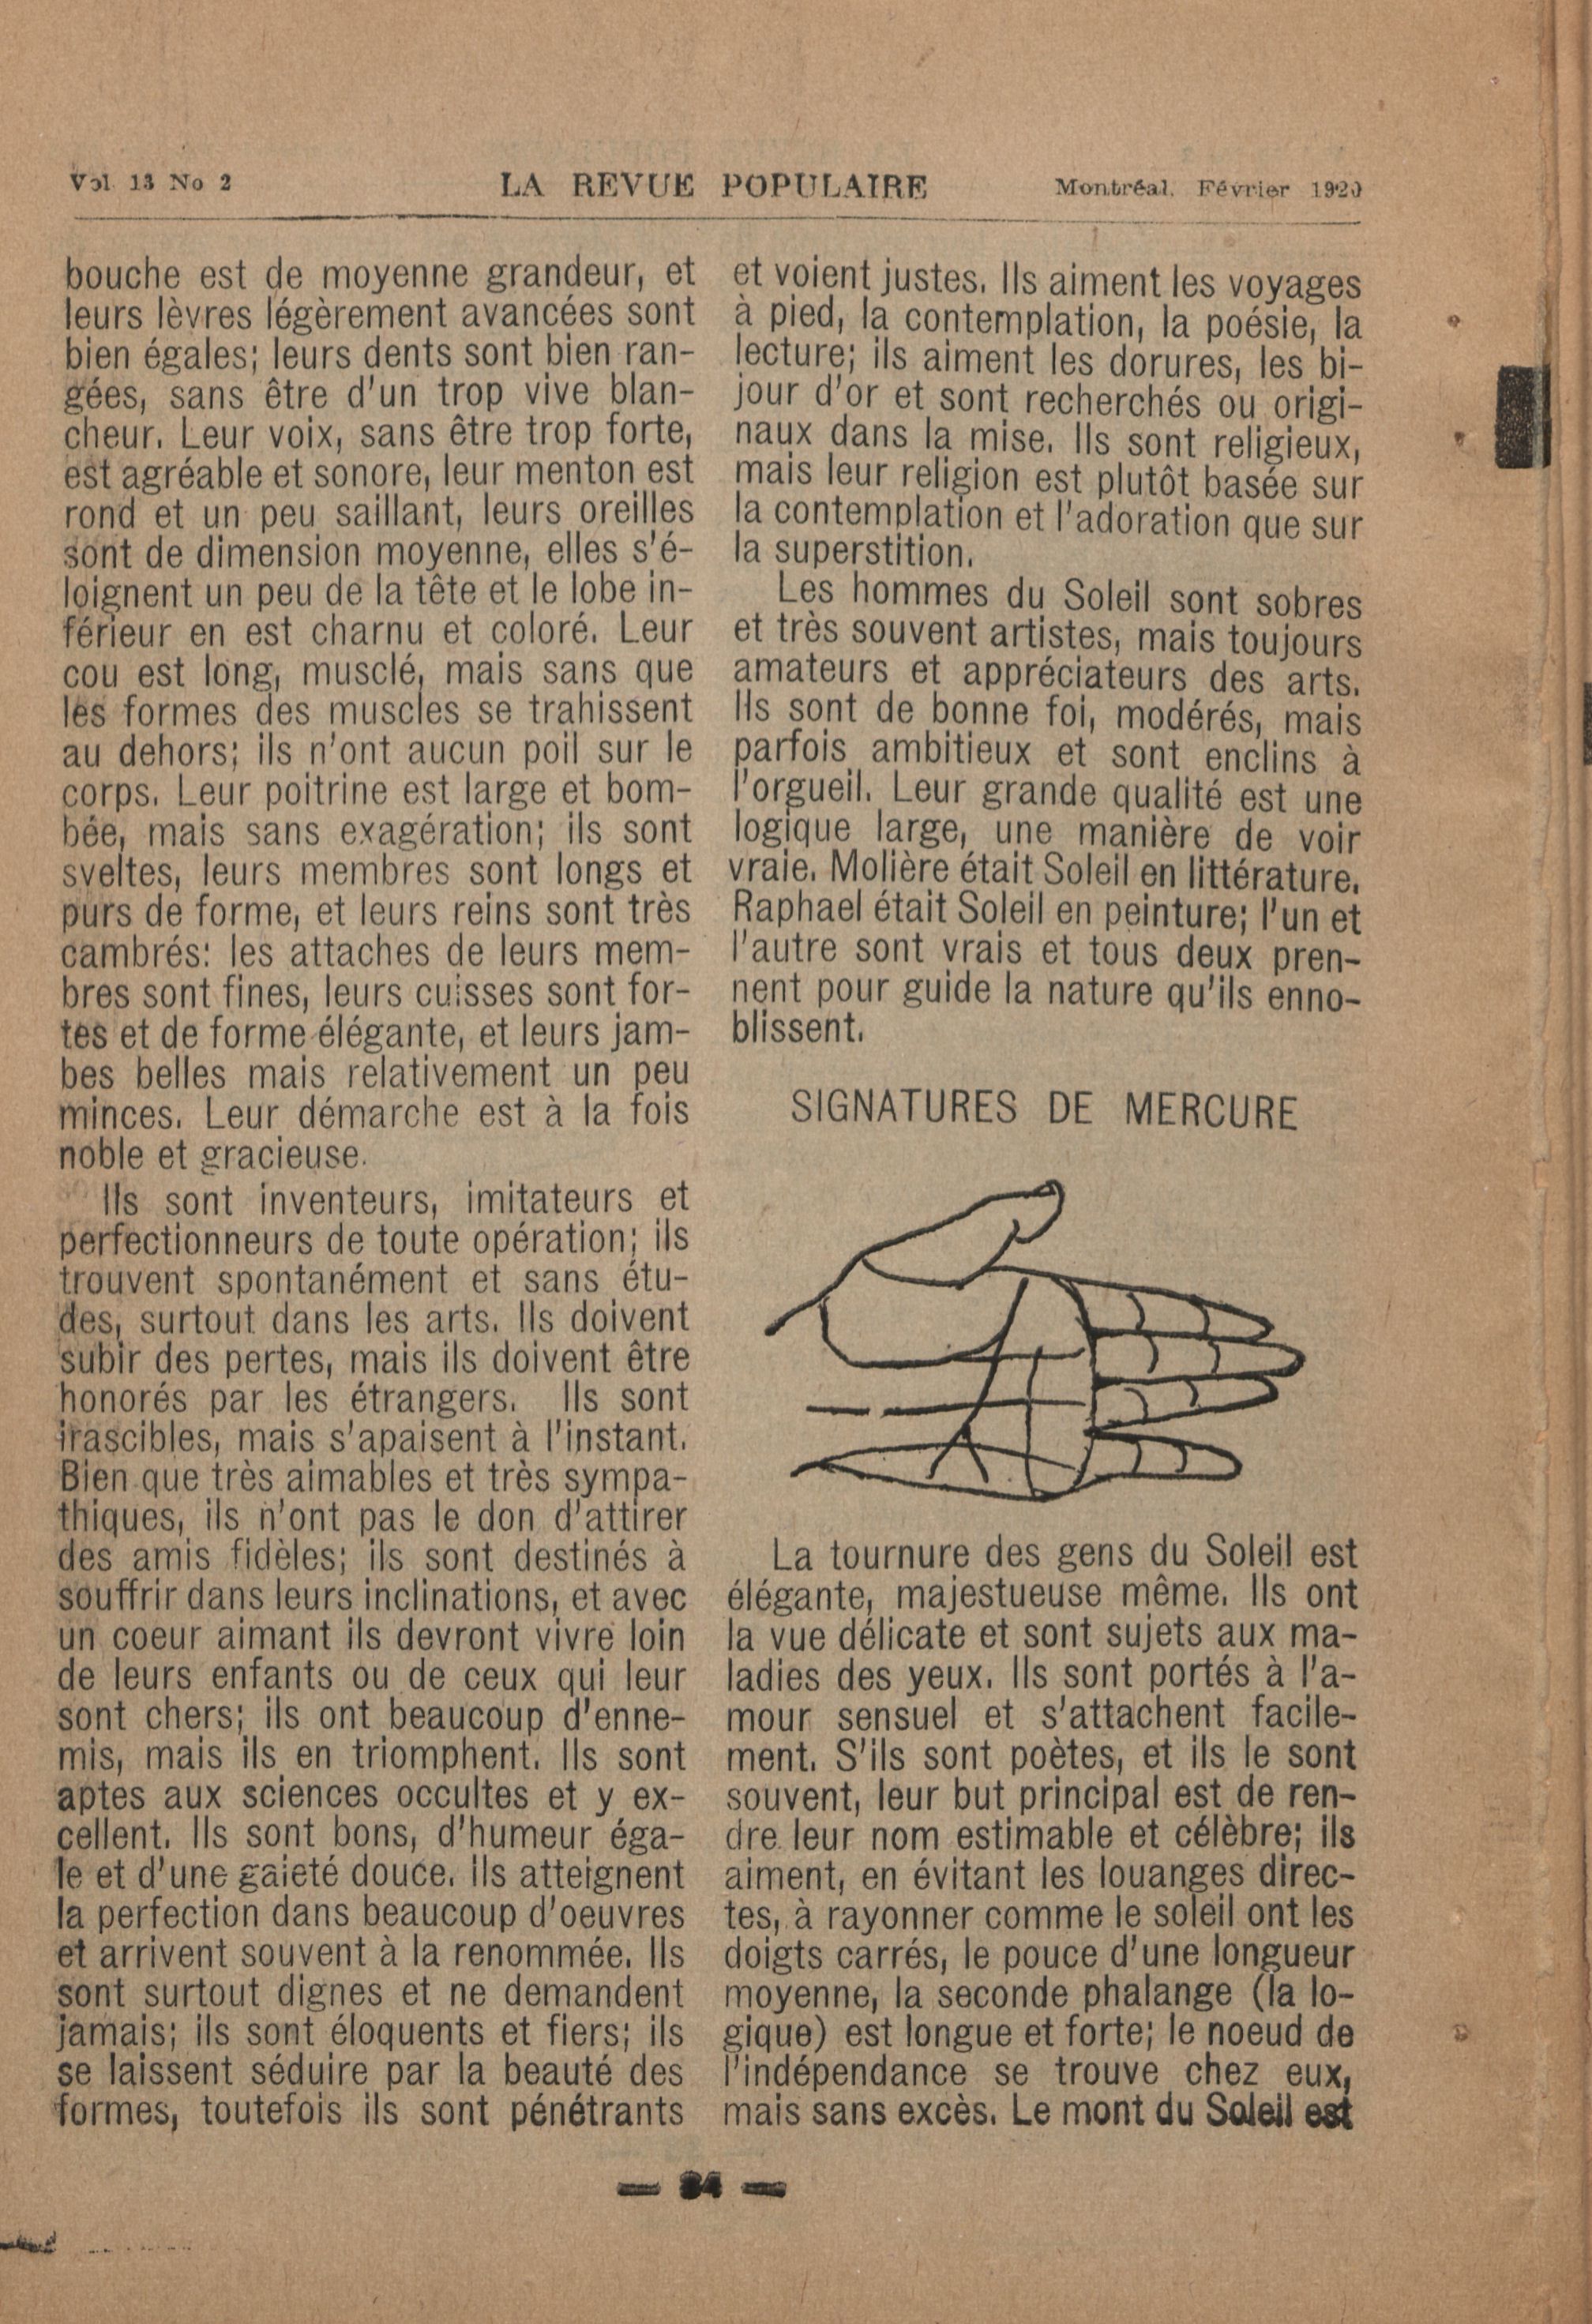 Vol 13 No 2
LA REVUE POPULAIRE
Montréal, Février 1920
bouche est de moyenne grandeur, et
leurs lèvres légèrement avancées sont
bien égales; leurs dents sont bien ran-
gées, sans être d'un trop vive blan-
cheur. Leur voix, sans être trop forte,
est agréable et sonore, leur menton est
rond et un peu saillant, leurs oreilles
sont de dimension moyenne, elles s'é-
loignent un peu de la tête et le lobe in-
férieur en est charnu et coloré. Leur
cou est long, musclé, mais sans que
les formes des muscles se trahissent
au dehors; ils n'ont aucun poil sur le
corps. Leur poitrine est large et bom-
bée, mais sans exagération; ils sont
sveltes, leurs membres sont longs et
purs de forme, et leurs reins sont très
cambrés: les attaches de leurs mem-
bres sont fines, leurs cuisses sont for-
tes et de forme élégante, et leurs jam-
bes belles mais relativement un peu
minces. Leur démarche est à la fois
noble et gracieuse.
Ils sont inventeurs, imitateurs et
perfectionneurs de toute opération; ils
trouvent spontanément et sans étu-
des, surtout dans les arts. Ils doivent
subir des pertes, mais ils doivent être
honorés par les étrangers. Ils sont
irascibles, mais s'apaisent à l'instant.
Bien que très aimables et très sympa-
thiques, ils n'ont pas le don d'attirer
des amis fidèles; ils sont destinés à
souffrir dans leurs inclinations, et avec
un coeur aimant ils devront vivre loin
de leurs enfants ou de ceux qui leur
sont chers; ils ont beaucoup d'enne-
mis, mais ils en triomphent. Ils sont
aptes aux sciences occultes et y ex-
cellent. Ils sont bons, d'humeur éga-
le et d'une gaieté douce. ils atteignent
la perfection dans beaucoup d'oeuvres
et arrivent souvent à la renommée. Ils
sont surtout dignes et ne demandent
jamais; ils sont éloquents et fiers; ils
se laissent séduire par la beauté des
formes, toutefois ils sont pénétrants
et voient justes. Ils aiment les voyages
à pied, la contemplation, la poésie, la
lecture; ils aiment les dorures, les bi-
jour d'or et sont recherchés ou origi-
naux dans la mise. Ils sont religieux,
mais leur religion est plutôt basée sur
la contemplation et l'adoration que sur
la superstition.
Les hommes du Soleil sont sobres
et très souvent artistes, mais toujours
amateurs et appréciateurs des arts.
Ils sont de bonne foi, modérés, mais
parfois ambitieux et sont enclins à
l'orgueil. Leur grande qualité est une
logique large, une manière de voir
vraie. Molière était Soleil en littérature.
Raphael était Soleil en peinture; l'un et
l'autre sont vrais et tous deux pren-
nent pour guide la nature qu'ils enno-
blissent.
SIGNATURES DE MERCURE
La tournure des gens du Soleil est
élégante, majestueuse même. Ils ont
la vue délicate et sont sujets aux ma-
ladies des yeux. Ils sont portés à l'a-
mour sensuel et s'attachent facile-
ment. S'ils sont poètes, et ils le sont
souvent, leur but principal est de ren-
dre leur nom estimable et célèbre; ils
aiment, en évitant les louanges direc-
tes, à rayonner comme le soleil ont les
doigts carrés, le pouce d'une longueur
moyenne, la seconde phalange (la lo-
gique) est longue et forte; le noeud de
l'indépendance se trouve chez eux,
mais sans excès. Le mont du Soleil est
— 84 —